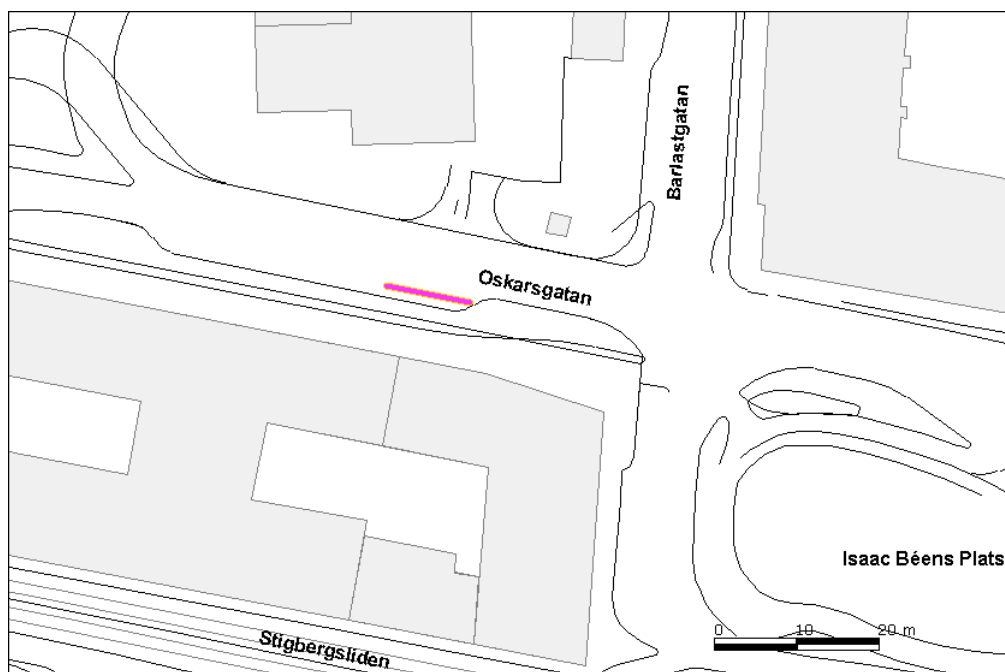 Barlastgatan
Oskarsgatan
Isaac Béens Plats
Stigbergsliden
0 10 20 m